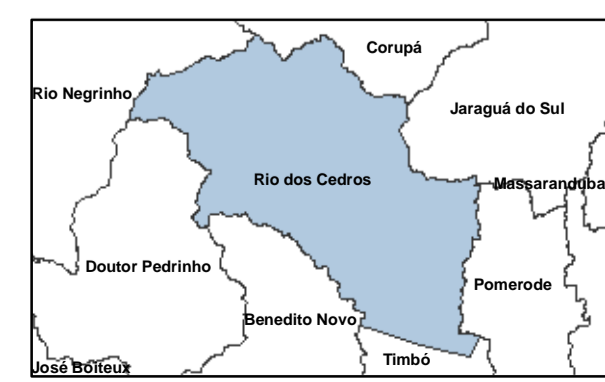 Corupá
Rio Negrinho
Jaraguá do Sul
Rio dos Cedros
Massaranduba
Doutor Pedrinho
Pomerode
Benedito Novo
Timbó
José Boiteux